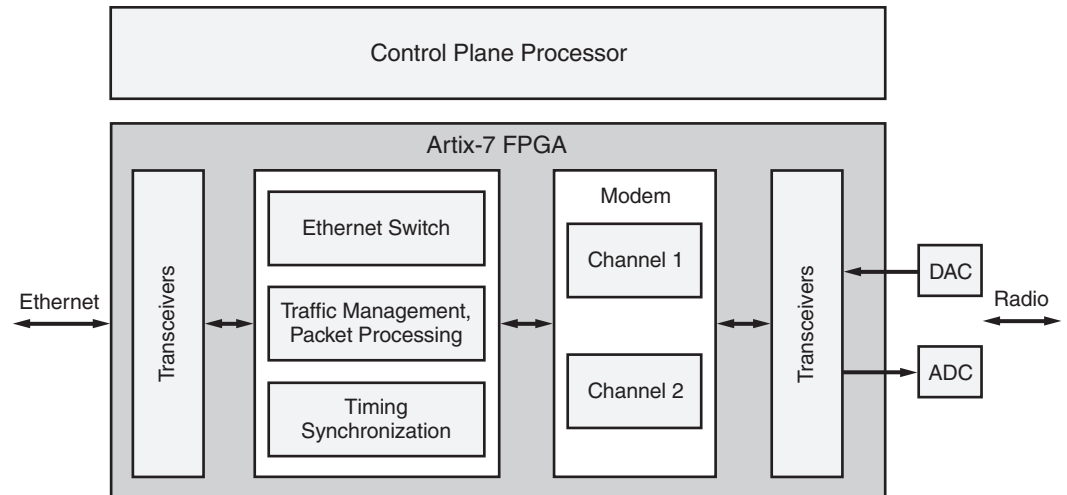 Control Plane Processor
Artix-7 FPGA
Ethernet
Transceivers
Ethernet Switch
Traffic Management,
Packet Processing
Timing
Synchronization
Modem
Channel 1
Channel 2
Transceivers
DAC
ADC
Radio